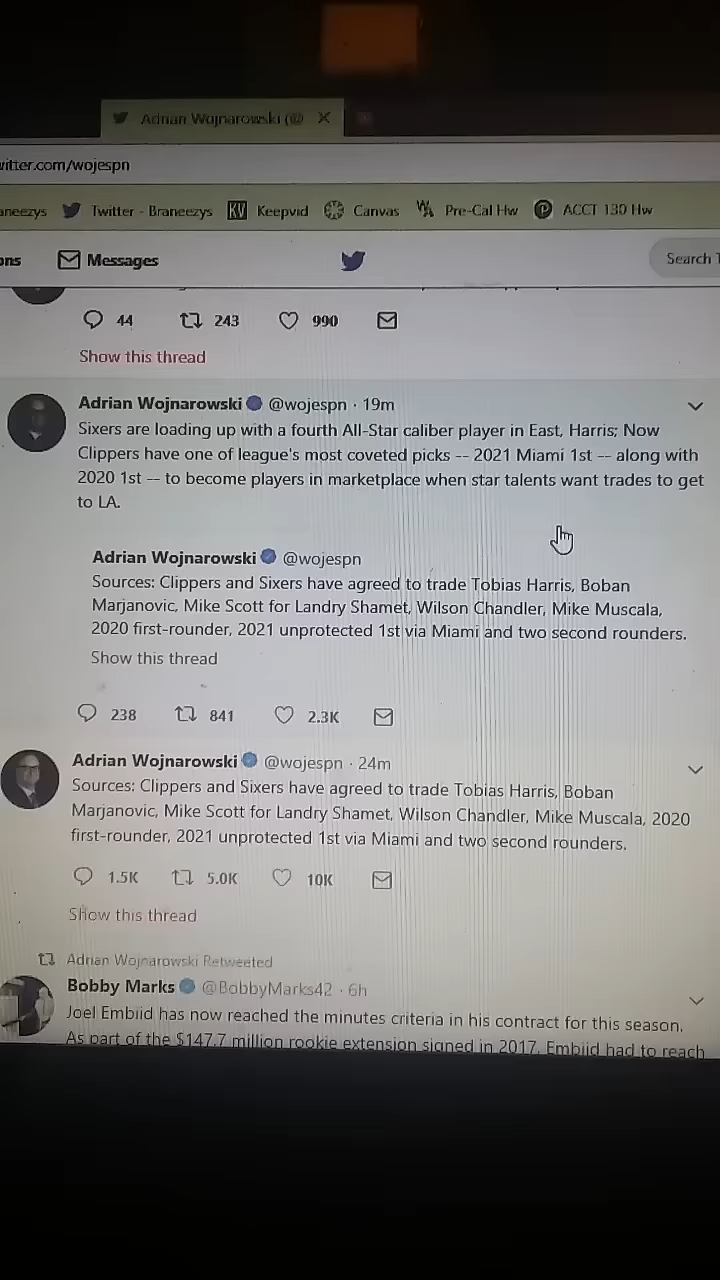 Adrian Wojnarowski (@
witter.com/wojespn
aneezys Twitter - Braneezys KV Keepvid Canvas Pre-Cal Hw ACCT 130 Hw
ons Messages Search T
44 243 990
Show this thread
Adrian Wojnarowski @wojespn · 19m
Sixers are loading up with a fourth All-Star caliber player in East, Harris; Now
Clippers have one of league's most coveted picks -- 2021 Miami 1st -- along with
2020 1st -- to become players in marketplace when star talents want trades to get
to LA.
Adrian Wojnarowski @wojespn
Sources: Clippers and Sixers have agreed to trade Tobias Harris, Boban
Marjanovic, Mike Scott for Landry Shamet, Wilson Chandler, Mike Muscala,
2020 first-rounder, 2021 unprotected 1st via Miami and two second rounders.
Show this thread
238 841 2.3K
Adrian Wojnarowski @wojespn · 24m
Sources: Clippers and Sixers have agreed to trade Tobias Harris, Boban
Marjanovic, Mike Scott for Landry Shamet, Wilson Chandler, Mike Muscala, 2020
first-rounder, 2021 unprotected 1st via Miami and two second rounders.
1.5K 5.0K 10K
Show this thread
Adrian Wojnarowski Retweeted
Bobby Marks @BobbyMarks42 · 6h
Joel Embiid has now reached the minutes criteria in his contract for this season.
As part of the $147.7 million rookie extension signed in 2017, Embiid had to reach